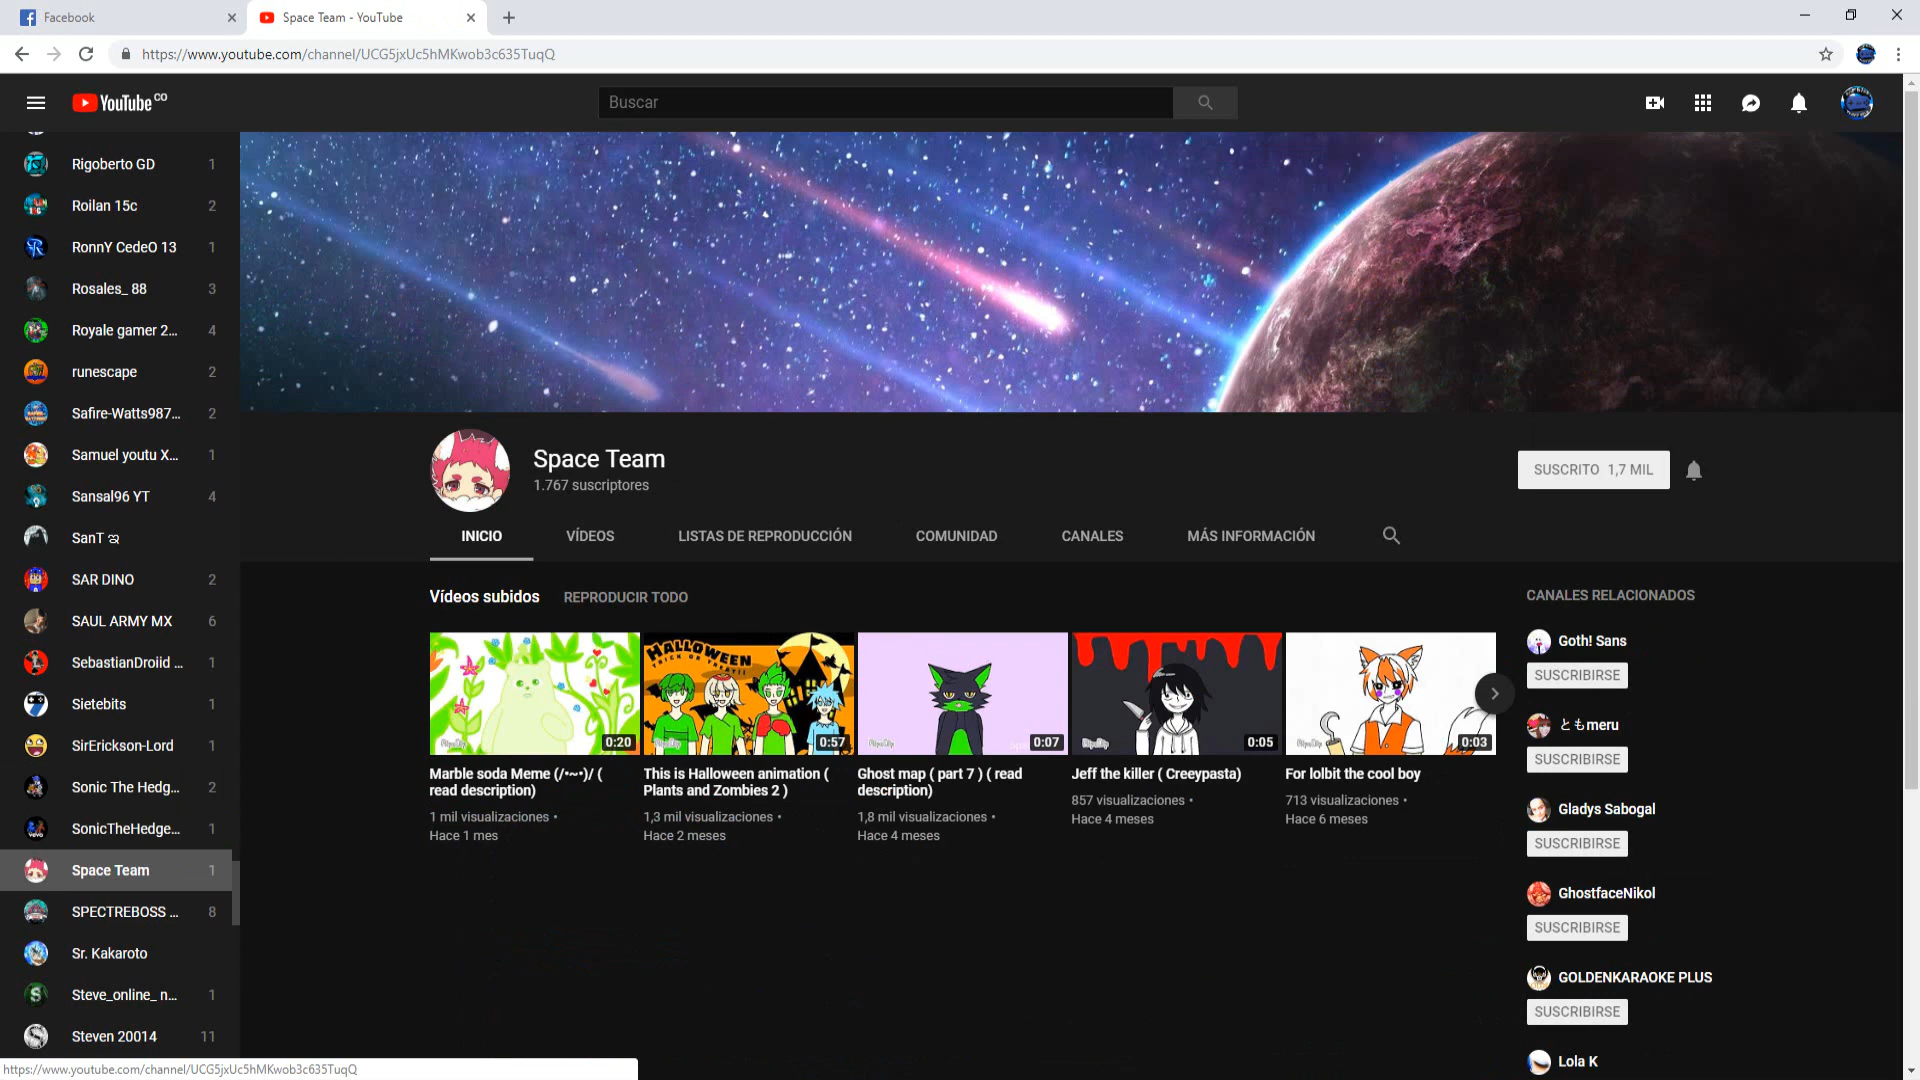 Facebook
Space Team - YouTube
https://www.youtube.com/channel/UCG5jxUc5hMKwob3c635TuqQ
YouTube CO
Buscar
Rigoberto GD 1
Roilan 15c 2
RonnY CedeO 13 1
Rosales_ 88 3
Royale gamer 2... 4
runescape 2
Safire-Watts987... 2
Samuel youtu X... 1
Sansal96 YT 4
SanT
SAR DINO 2
SAUL ARMY MX 6
SebastianDroiid ... 1
Sietebits 1
SirErickson-Lord 1
Sonic The Hedg... 2
SonicTheHedge... 1
Space Team 1
SPECTREBOSS ... 8
Sr. Kakaroto
Steve_online_ n... 1
Steven 20014 11
Space Team
1.767 suscriptores
SUSCRITO 1,7 MIL
INICIO VÍDEOS LISTAS DE REPRODUCCIÓN COMUNIDAD CANALES MÁS INFORMACIÓN
Vídeos subidos REPRODUCIR TODO
0:20
Marble soda Meme (/•~•)/ (
read description)
1 mil visualizaciones •
Hace 1 mes
HALLOWEEN
TRICK OR TREAT!!
0:57
This is Halloween animation (
Plants and Zombies 2 )
1,3 mil visualizaciones •
Hace 2 meses
0:07
Ghost map ( part 7 ) ( read
description)
1,8 mil visualizaciones •
Hace 4 meses
0:05
Jeff the killer ( Creeypasta)
857 visualizaciones •
Hace 4 meses
0:03
For lolbit the cool boy
713 visualizaciones •
Hace 6 meses
CANALES RELACIONADOS
Goth! Sans
SUSCRIBIRSE
ともmeru
SUSCRIBIRSE
Gladys Sabogal
SUSCRIBIRSE
GhostfaceNikol
SUSCRIBIRSE
GOLDENKARAOKE PLUS
SUSCRIBIRSE
Lola K
https://www.youtube.com/channel/UCG5jxUc5hMKwob3c635TuqQ